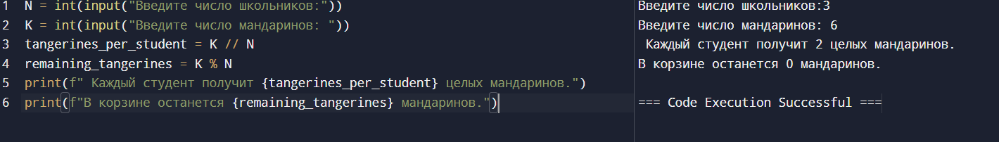 1 N = int(input("Введите число школьников:"))
2 K = int(input("Введите число мандаринов: "))
3 tangerines_per_student = K // N
4 remaining_tangerines = K % N
5 print(f" Каждый студент получит {tangerines_per_student} целых мандаринов.")
6 print(f"В корзине останется {remaining_tangerines} мандаринов.")
Введите число школьников:3
Введите число мандаринов: 6
 Каждый студент получит 2 целых мандаринов.
В корзине останется 0 мандаринов.
=== Code Execution Successful ===